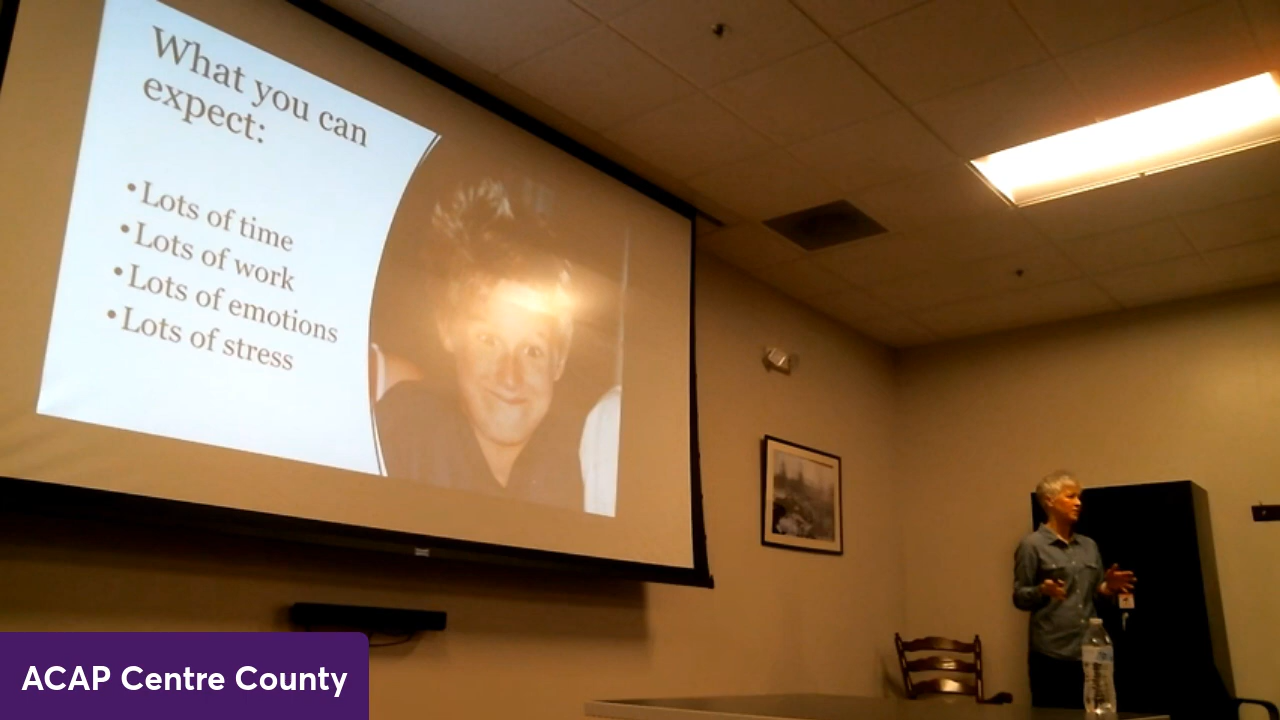 What you can
expect:
•Lots of time
•Lots of work
•Lots of emotions
•Lots of stress
ACAP Centre County